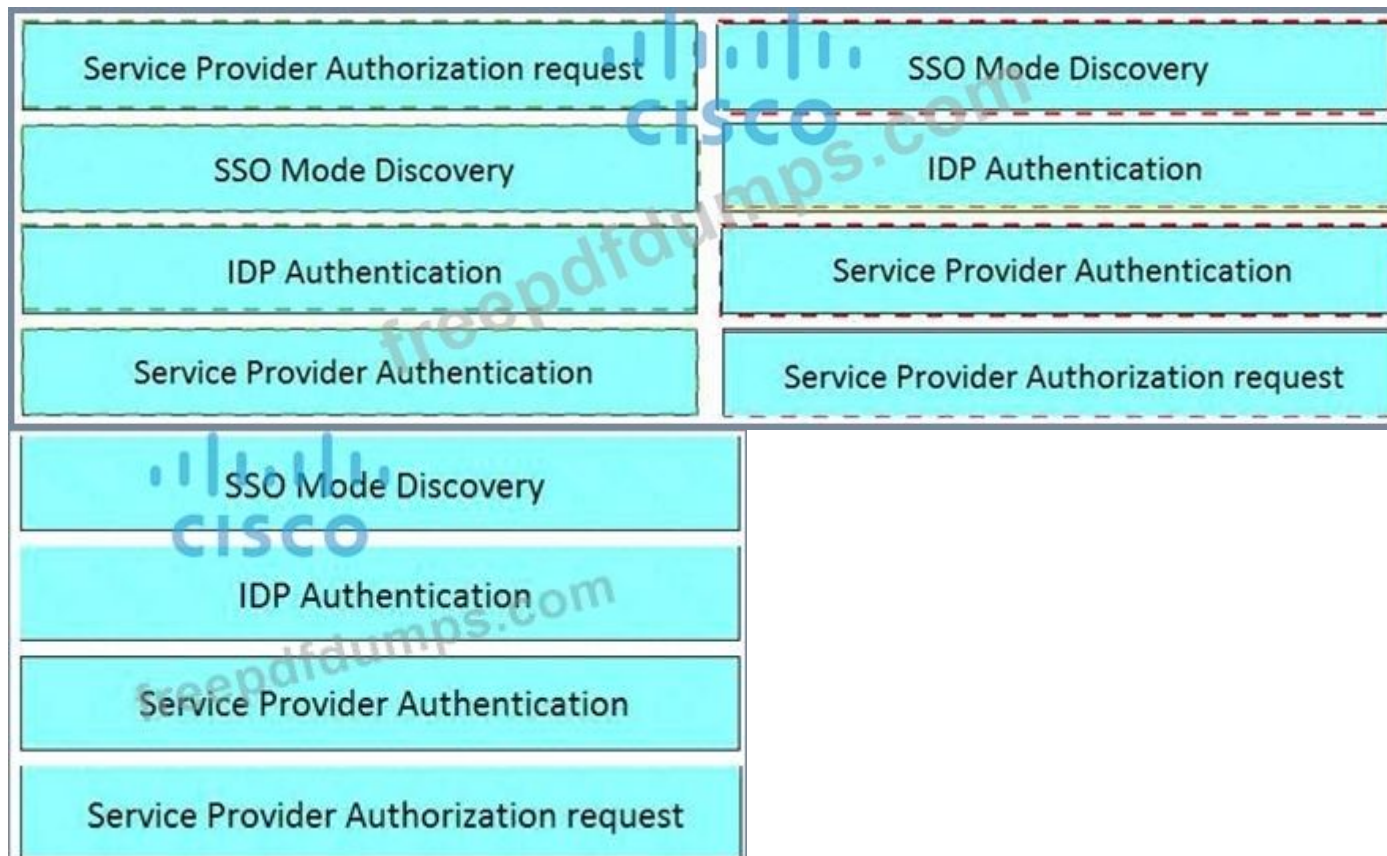 Service Provider Authorization request
SSO Mode Discovery
IDP Authentication
Service Provider Authentication
SSO Mode Discovery
IDP Authentication
Service Provider Authentication
Service Provider Authorization request
CISCO
freepdfdumps.com
SSO Mode Discovery
IDP Authentication
Service Provider Authentication
Service Provider Authorization request
CISCO
freepdfdumps.com